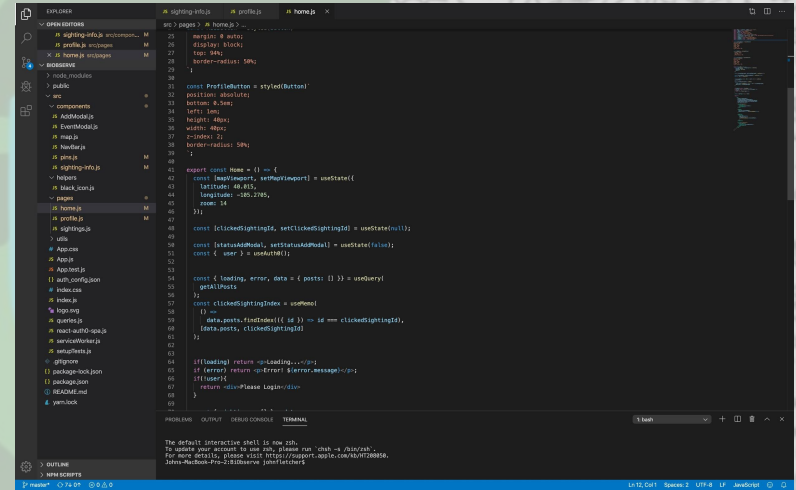 EXPLORER
OPEN EDITORS
JS sighting-info.js src/compon... M
JS profile.js src/pages M
× JS home.js src/pages M
BIOBSERVE
node_modules
public
src
components
JS AddModal.js
JS EventModal.js
JS map.js
JS NavBar.js
JS pins.js M
JS sighting-info.js M
helpers
JS black_icon.js
pages
JS home.js M
JS profile.js M
JS sightings.js
utils
# App.css
JS App.js
JS App.test.js
{} auth_config.json
# index.css
JS index.js
logo.svg
JS queries.js
JS react-auth0-spa.js
JS serviceWorker.js
JS setupTests.js
.gitignore
{} package-lock.json
{} package.json
README.md
yarn.lock
OUTLINE
NPM SCRIPTS
JS sighting-info.js JS profile.js JS home.js ×
src > pages > JS home.js > ...
25 margin: 0 auto;
26 display: block;
27 top: 94%;
28 border-radius: 50%;
29 `;
30
31 const ProfileButton = styled(Button)`
32 position: absolute;
33 bottom: 0.5em;
34 left: 1em;
35 height: 40px;
36 width: 40px;
37 z-index: 2;
38 border-radius: 50%;
39 `;
40
41 export const Home = () => {
42 const [mapViewport, setMapViewport] = useState({
43 latitude: 40.015,
44 longitude: -105.2705,
45 zoom: 14
46 });
47
48 const [clickedSightingId, setClickedSightingId] = useState(null);
49
50 const [statusAddModal, setStatusAddModal] = useState(false);
51 const { user } = useAuth0();
52
53
54 const { loading, error, data = { posts: [] }} = useQuery(
55 getAllPosts
56 );
57 const clickedSightingIndex = useMemo(
58 () =>
59 data.posts.findIndex(({ id }) => id === clickedSightingId),
60 [data.posts, clickedSightingId]
61 );
62
63
64 if(loading) return <p>Loading...</p>;
65 if (error) return <p>Error! ${error.message}</p>;
66 if(!user){
67 return <div>Please Login</div>
68 }
69
PROBLEMS OUTPUT DEBUG CONSOLE TERMINAL 1: bash
The default interactive shell is now zsh.
To update your account to use zsh, please run `chsh -s /bin/zsh`.
For more details, please visit https://support.apple.com/kb/HT208050.
Johns-MacBook-Pro-2:BiObserve johnfletcher$
master* Ln 12, Col 1 Spaces: 2 UTF-8 LF JavaScript